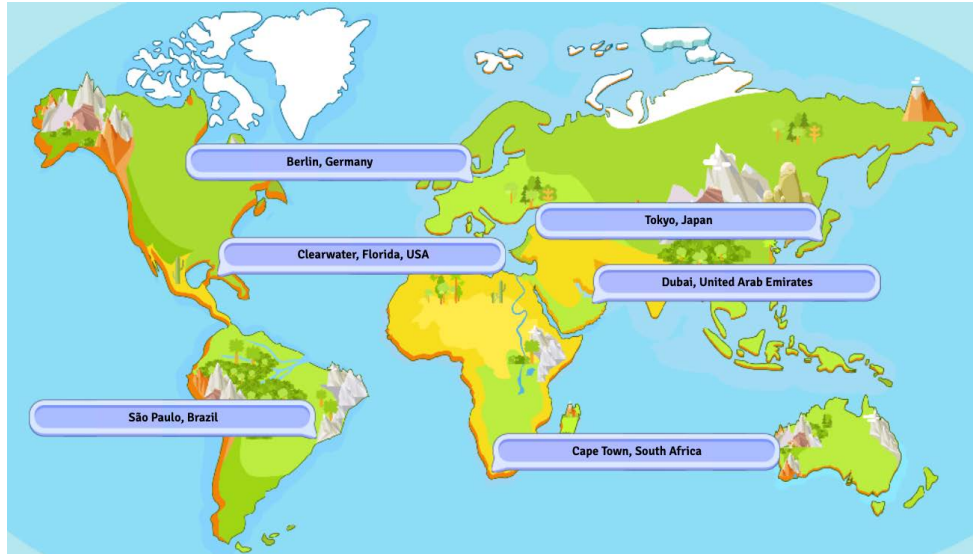 Berlin, Germany
Tokyo, Japan
Clearwater, Florida, USA
Dubai, United Arab Emirates
São Paulo, Brazil
Cape Town, South Africa